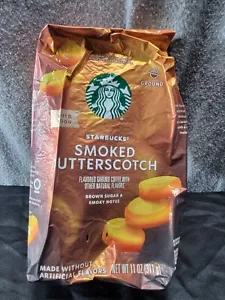 GROUND
STARBUCKS®
SMOKED
UTTERSCOTCH
FLAVORED GROUND COFFEE WITH
OTHER NATURAL FLAVORS
BROWN SUGAR &
SMOKY NOTES
MADE WITHOUT
ARTIFICIAL FLAVORS
NET WT 11 OZ